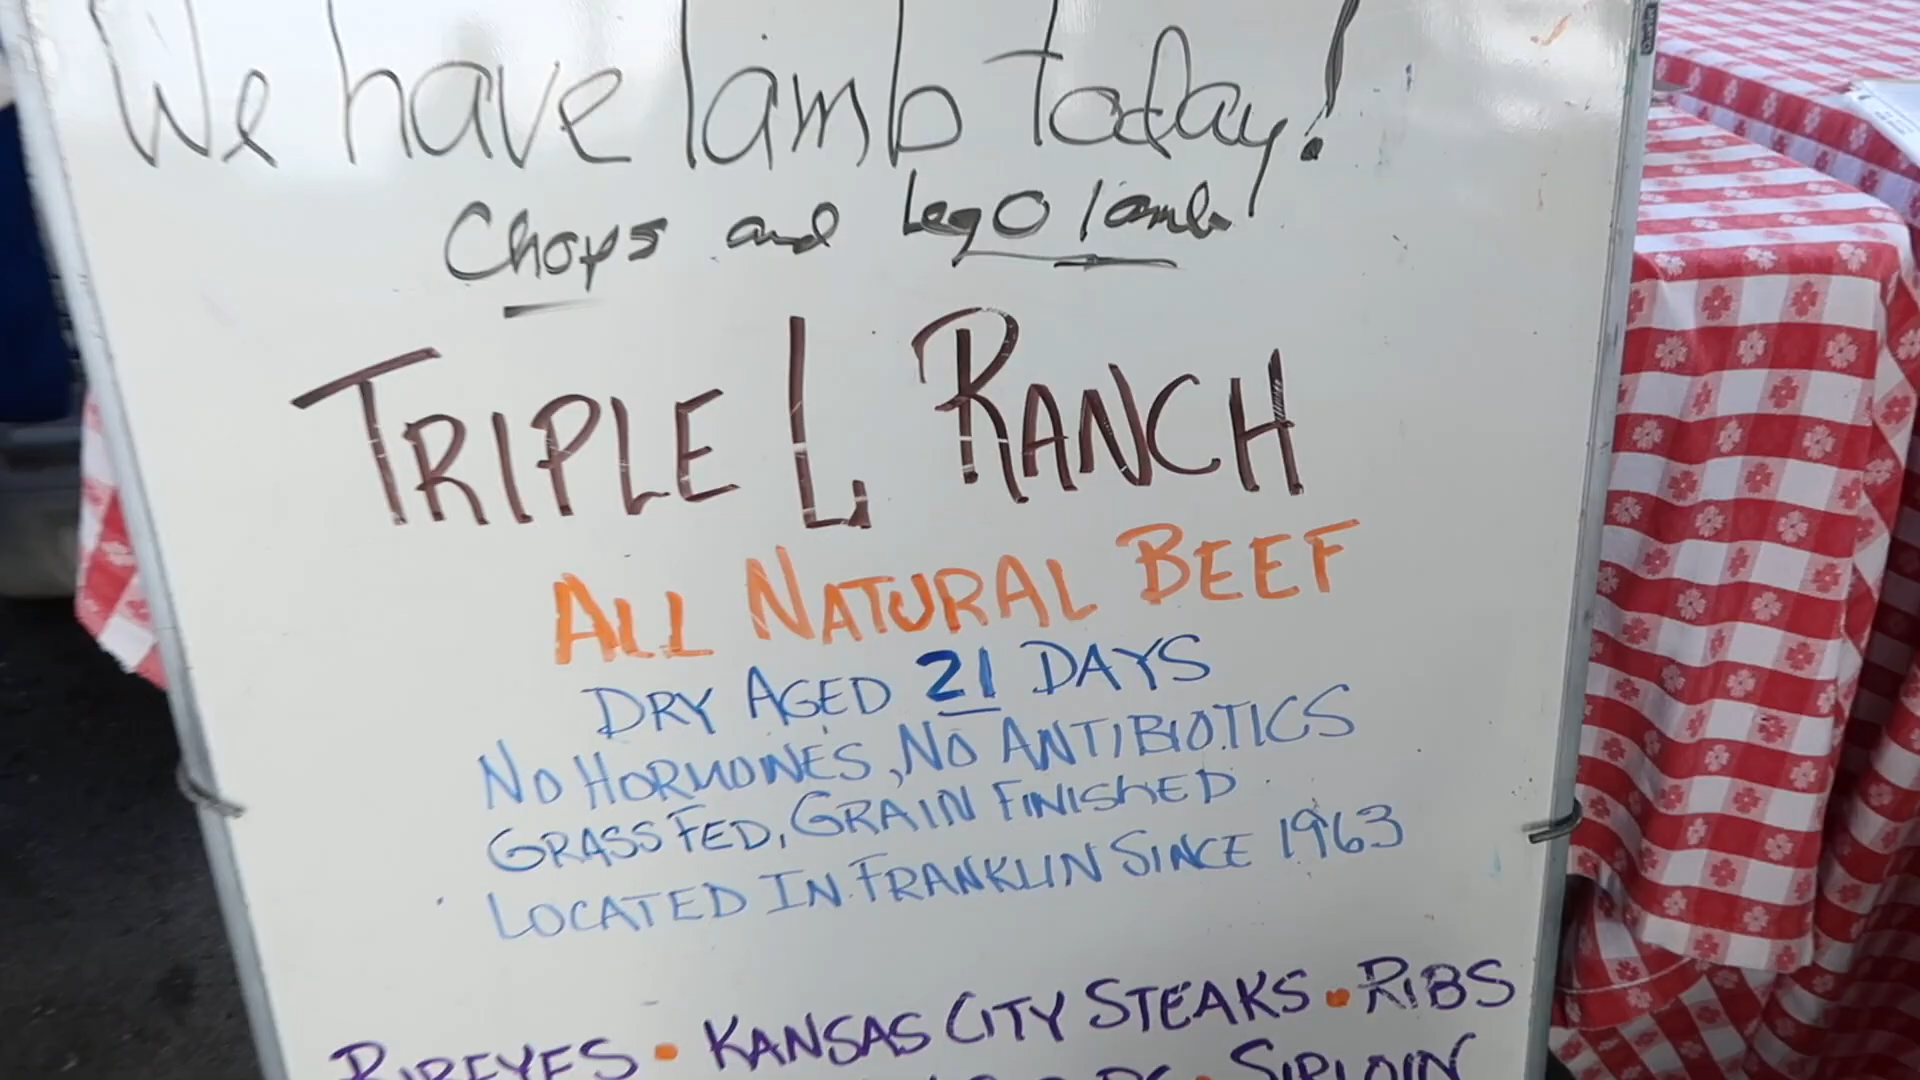 We have lamb today!
Chops and Leg O lamb
TRIPLE L RANCH
ALL NATURAL BEEF
DRY AGED 21 DAYS
NO HORMONES, NO ANTIBIOTICS
GRASS FED, GRAIN FINISHED
LOCATED IN FRANKLIN SINCE 1963
RIBEYES • KANSAS CITY STEAKS • RIBS
• SIRLOIN